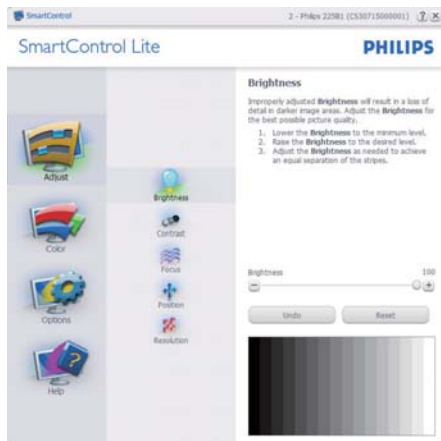 SmartControl
2 - Philips 225B1 (CS30715000001)
SmartControl Lite
PHILIPS
Adjust
Color
Options
Help
Brightness
Contrast
Focus
Position
Resolution
Brightness
Improperly adjusted Brightness will result in a loss of
detail in darker image areas. Adjust the Brightness for
the best possible picture quality.
1. Lower the Brightness to the minimum level.
2. Raise the Brightness to the desired level.
3. Adjust the Brightness as needed to achieve
an equal separation of the stripes.
Brightness 100
Undo Reset